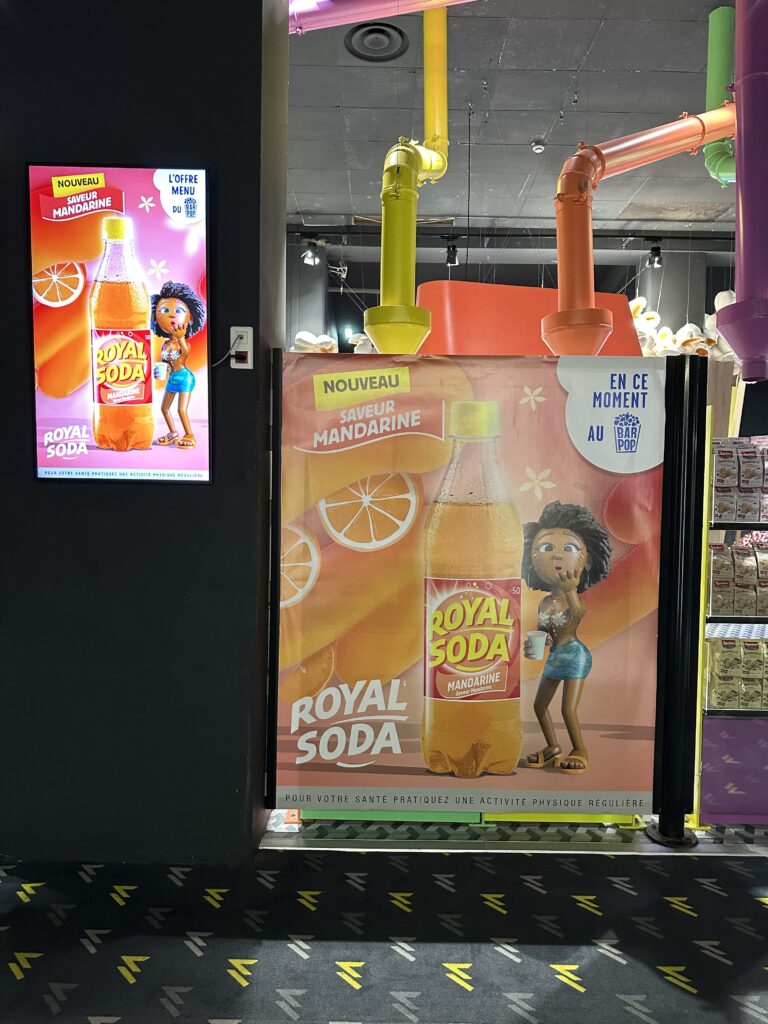 NOUVEAU
SAVEUR
MANDARINE
L'OFFRE
MENU
DU BAR
POP
ROYAL
SODA
MANDARINE
ROYAL
SODA
POUR VOTRE SANTÉ PRATIQUEZ UNE ACTIVITÉ PHYSIQUE RÉGULIÈRE
NOUVEAU
SAVEUR
MANDARINE
EN CE
MOMENT
AU BAR
POP
50
ROYAL
SODA
MANDARINE
Saveur Mandarine
ROYAL
SODA
POUR VOTRE SANTÉ PRATIQUEZ UNE ACTIVITÉ PHYSIQUE RÉGULIÈRE